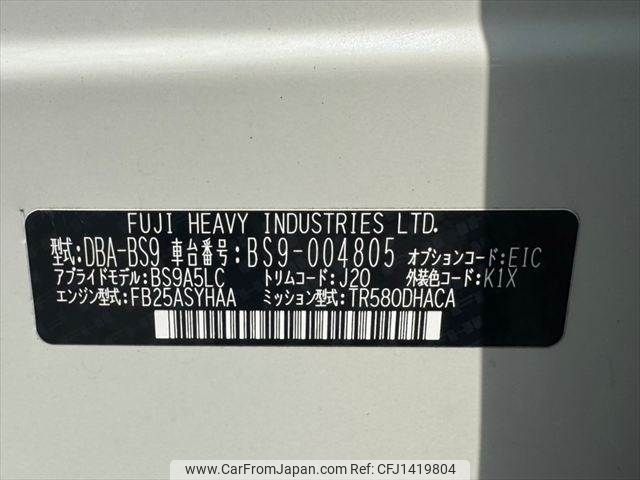 FUJI HEAVY INDUSTRIES LTD.
型式:DBA-BS9 車台番号:BS9-004805 オプションコード:EIC
アプライドモデル:BS9A5LC トリムコード:J20 外装色コード:K1X
エンジン型式:FB25ASYHAA ミッション型式:TR580DHACA
www.CarFromJapan.com - CFJ1419804